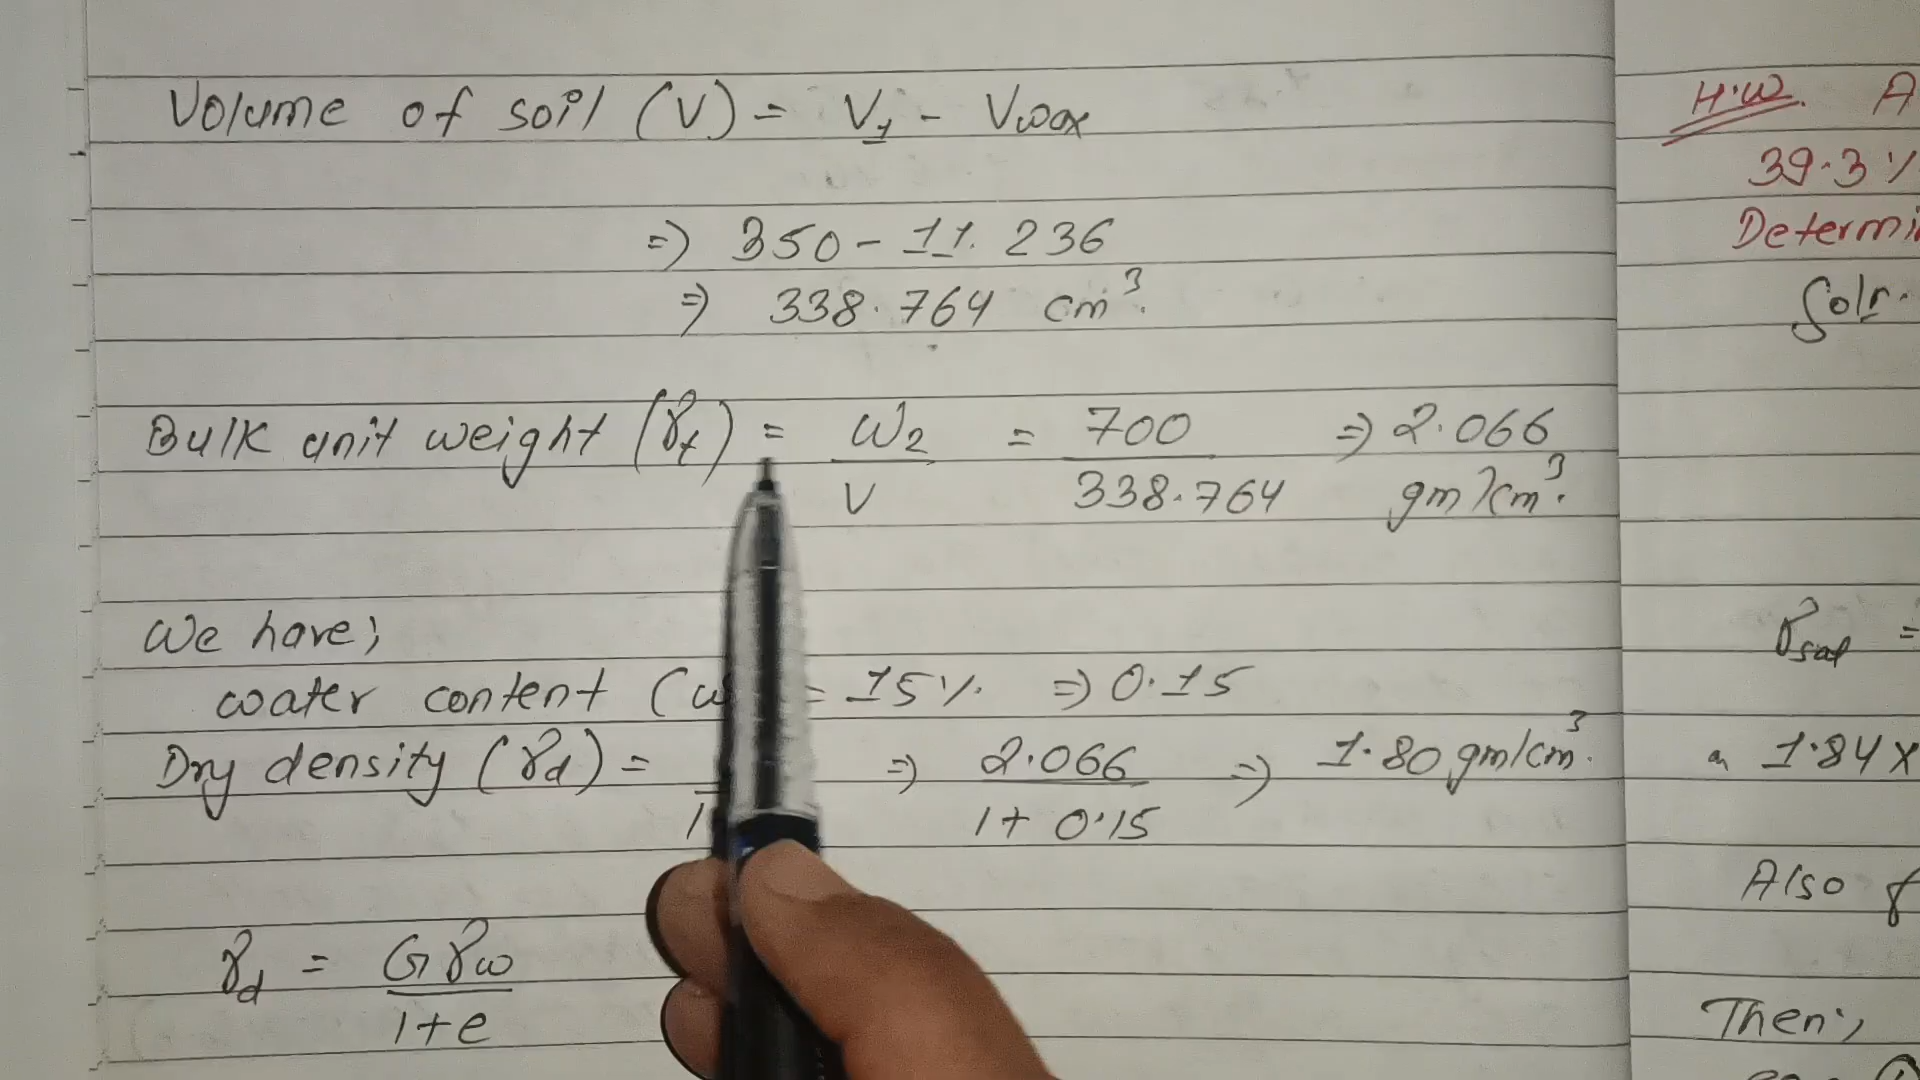 Volume of soil (V) = V₁ - Vwax
⇒ 350 - 11.236
⇒ 338.764 cm³.
Bulk unit weight (γt) = W2 / V = 700 / 338.764 ⇒ 2.066 gm/cm³.
We have;
water content (w = 15% ⇒ 0.15
Dry density (γd) = 1 ⇒ 2.066 / 1+0.15 ⇒ 1.80 gm/cm³.
γd = Gγw / 1+e
H.W. A
39.3%
Determi
Soln.
γsat =
1.84 x
Also f
Then;